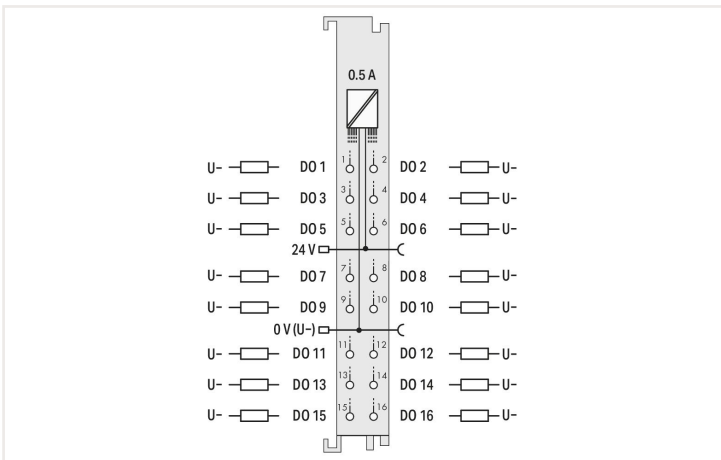 0.5 A
U- DO 1 1 2 DO 2 U-
U- DO 3 3 4 DO 4 U-
U- DO 5 5 6 DO 6 U-
24 V
U- DO 7 7 8 DO 8 U-
U- DO 9 9 10 DO 10 U-
0 V (U-)
U- DO 11 11 12 DO 12 U-
U- DO 13 13 14 DO 14 U-
U- DO 15 15 16 DO 16 U-